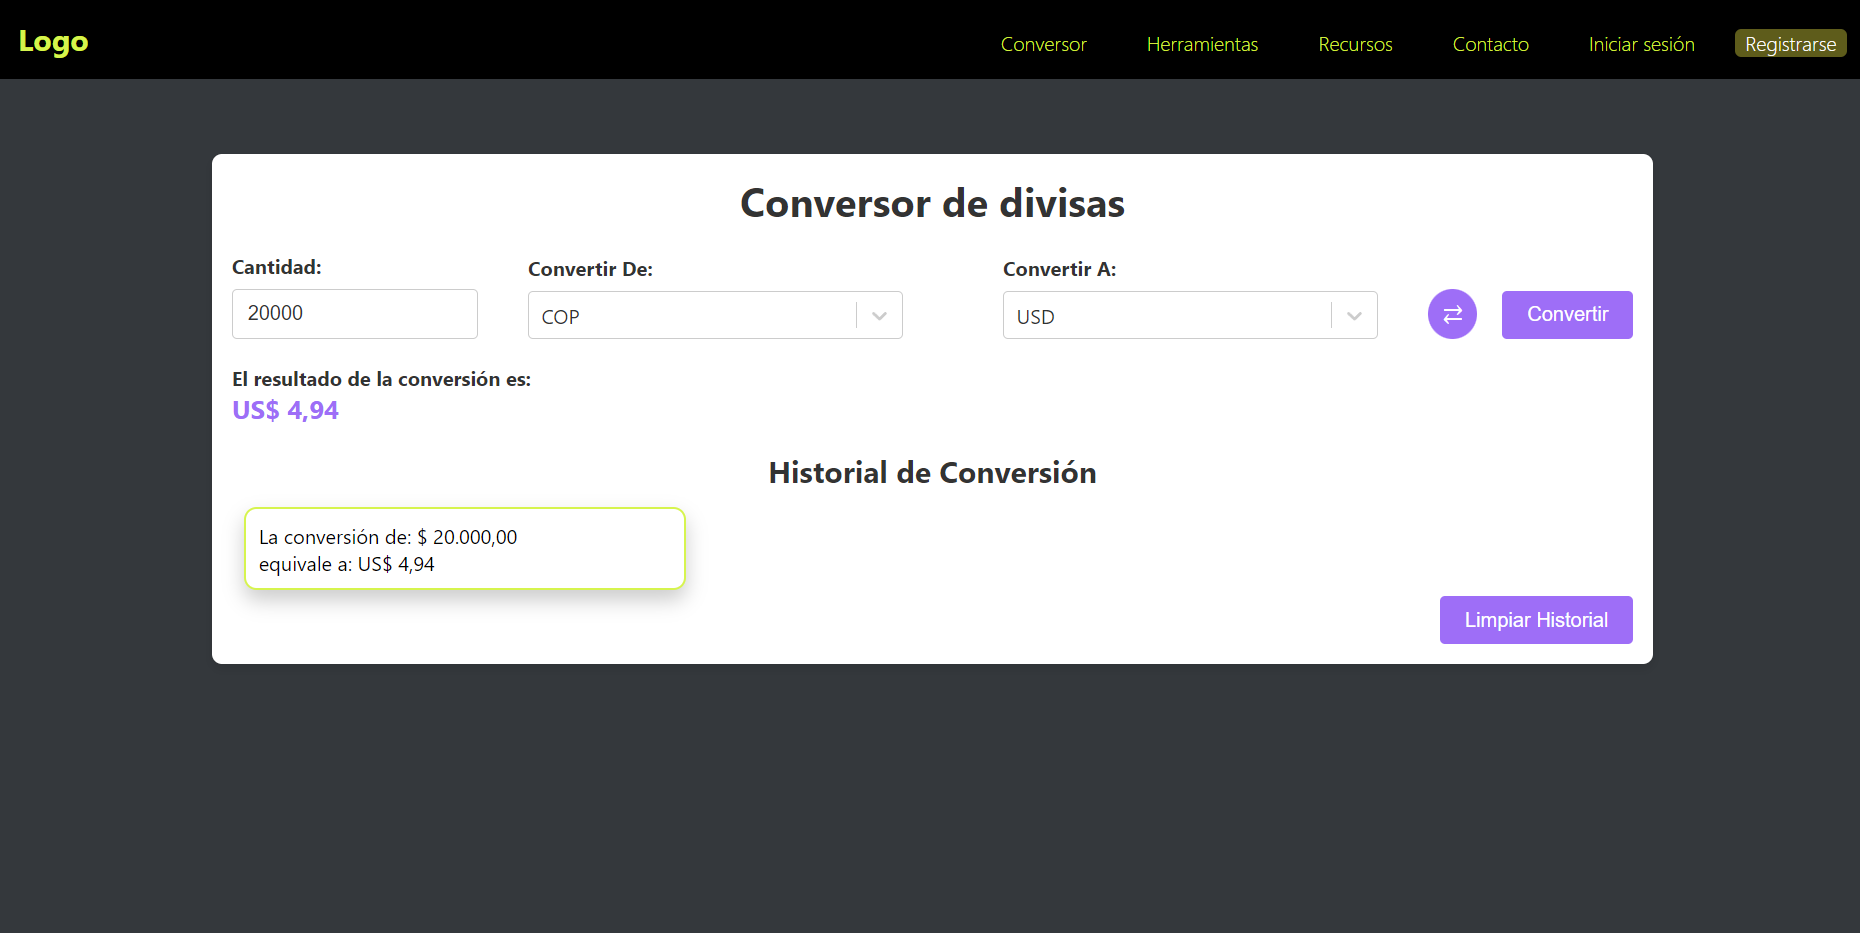 Logo
Conversor
Herramientas
Recursos
Contacto
Iniciar sesión
Registrarse
Conversor de divisas
Cantidad:
Convertir De:
Convertir A:
20000
COP
USD
Convertir
El resultado de la conversión es:
US$ 4,94
Historial de Conversión
La conversión de: $ 20.000,00
equivale a: US$ 4,94
Limpiar Historial